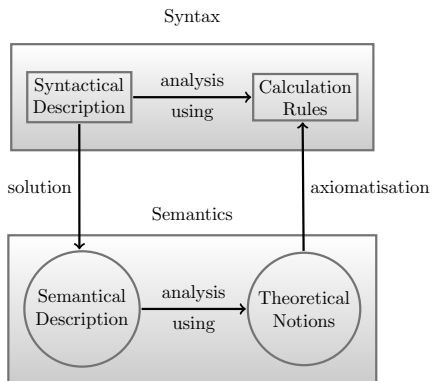 Syntax
Syntactical
Description
analysis
using
Calculation
Rules
solution
axiomatisation
Semantics
Semantical
Description
analysis
using
Theoretical
Notions